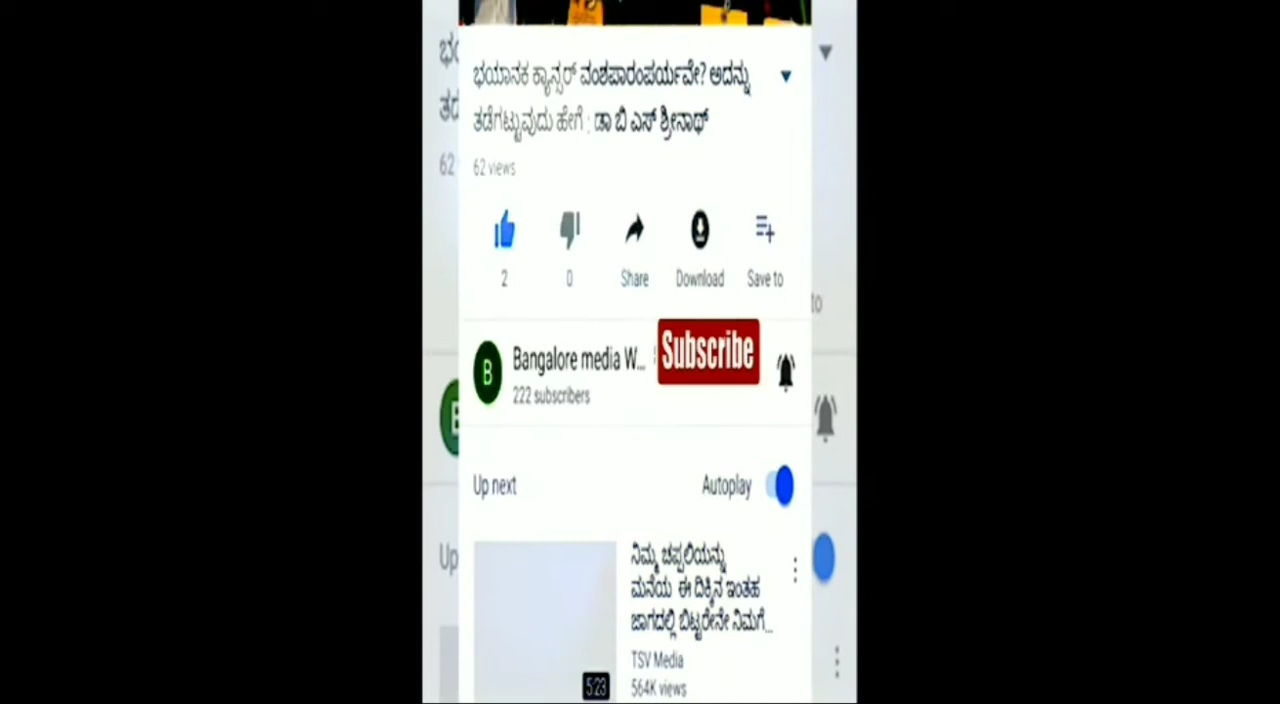 ಭಯಾನಕ ಕ್ಯಾನ್ಸರ್ ವಂಶಪಾರಂಪರ್ಯವೇ? ಅದನ್ನು
ತಡೆಗಟ್ಟುವುದು ಹೇಗೆ : ಡಾ ಬಿ ಎಸ್ ಶ್ರೀನಾಥ್
62 views
2 0 Share Download Save to
B Bangalore media W... Subscribe
222 subscribers
Up next Autoplay
ನಿಮ್ಮ ಚಪ್ಪಲಿಯನ್ನು
ಮನೆಯ ಈ ದಿಕ್ಕಿನ ಇಂತಹ
ಜಾಗದಲ್ಲಿ ಬಿಟ್ಟರೇನೇ ನಿಮಗೆ...
TSV Media
5:23 564K views